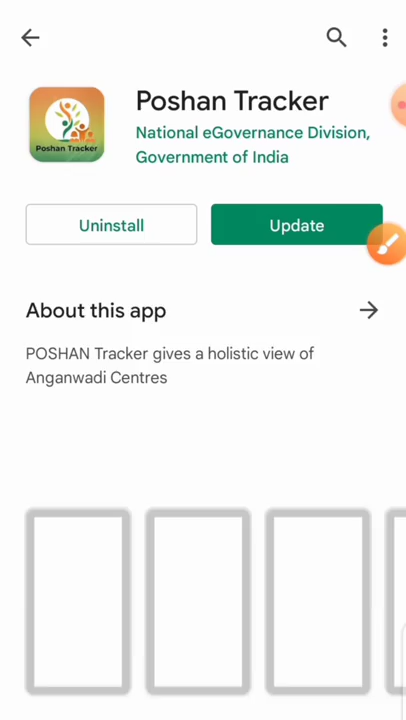 Poshan Tracker
Poshan Tracker
National eGovernance Division,
Government of India
Uninstall
Update
About this app
POSHAN Tracker gives a holistic view of
Anganwadi Centres